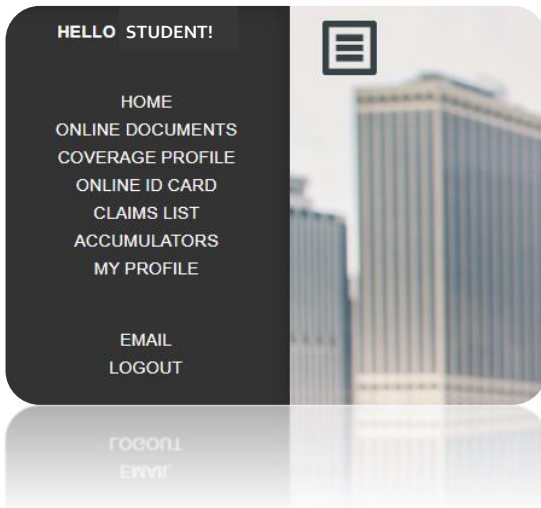 HELLO STUDENT!
HOME
ONLINE DOCUMENTS
COVERAGE PROFILE
ONLINE ID CARD
CLAIMS LIST
ACCUMULATORS
MY PROFILE
EMAIL
LOGOUT